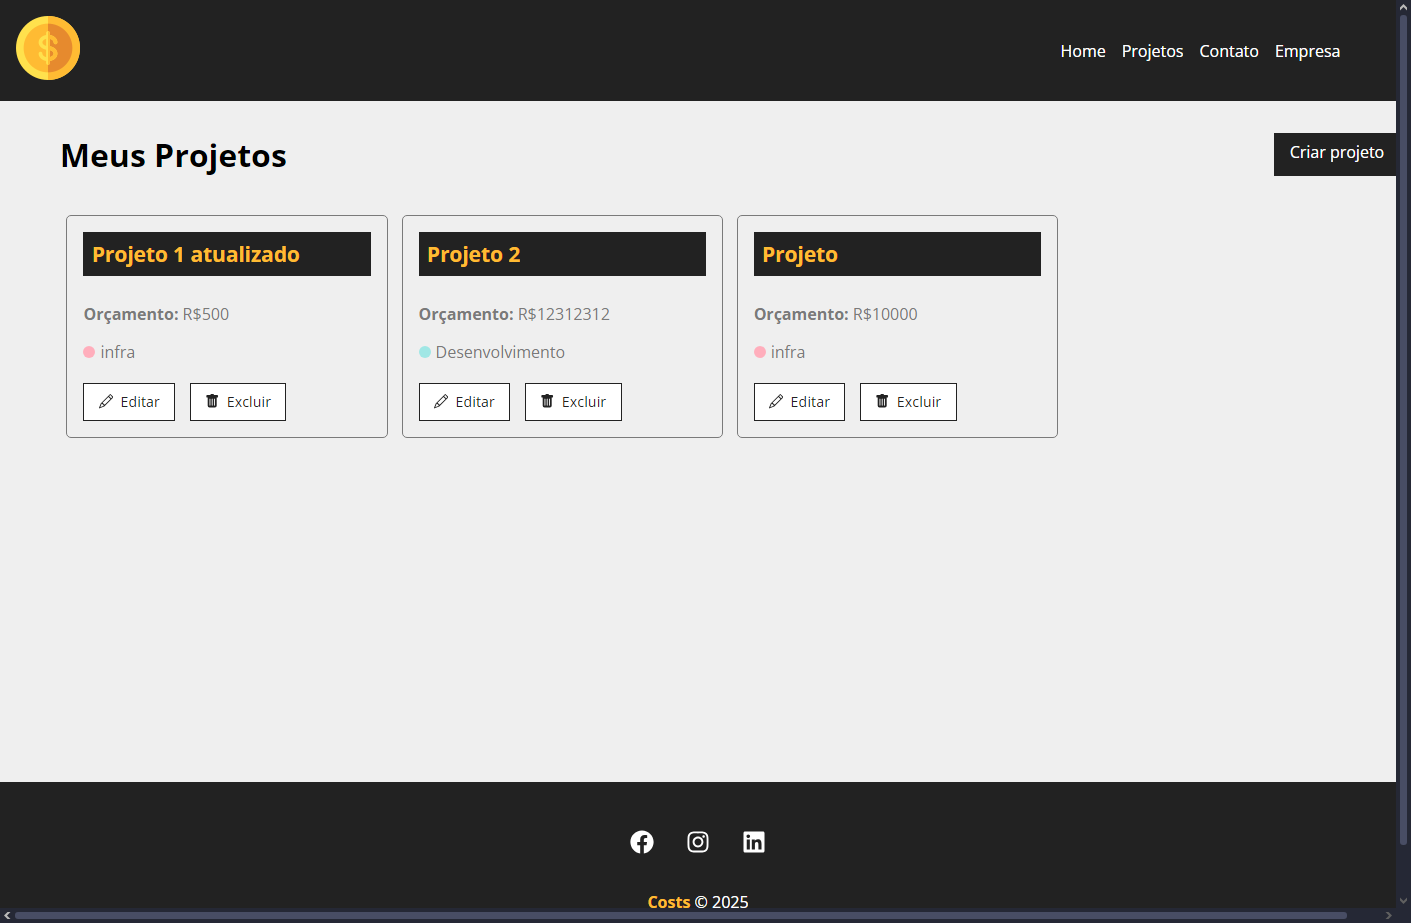 $
Home Projetos Contato Empresa
Meus Projetos
Criar projeto
Projeto 1 atualizado
Orçamento: R$500
infra
Editar Excluir
Projeto 2
Orçamento: R$12312312
Desenvolvimento
Editar Excluir
Projeto
Orçamento: R$10000
infra
Editar Excluir
Costs © 2025